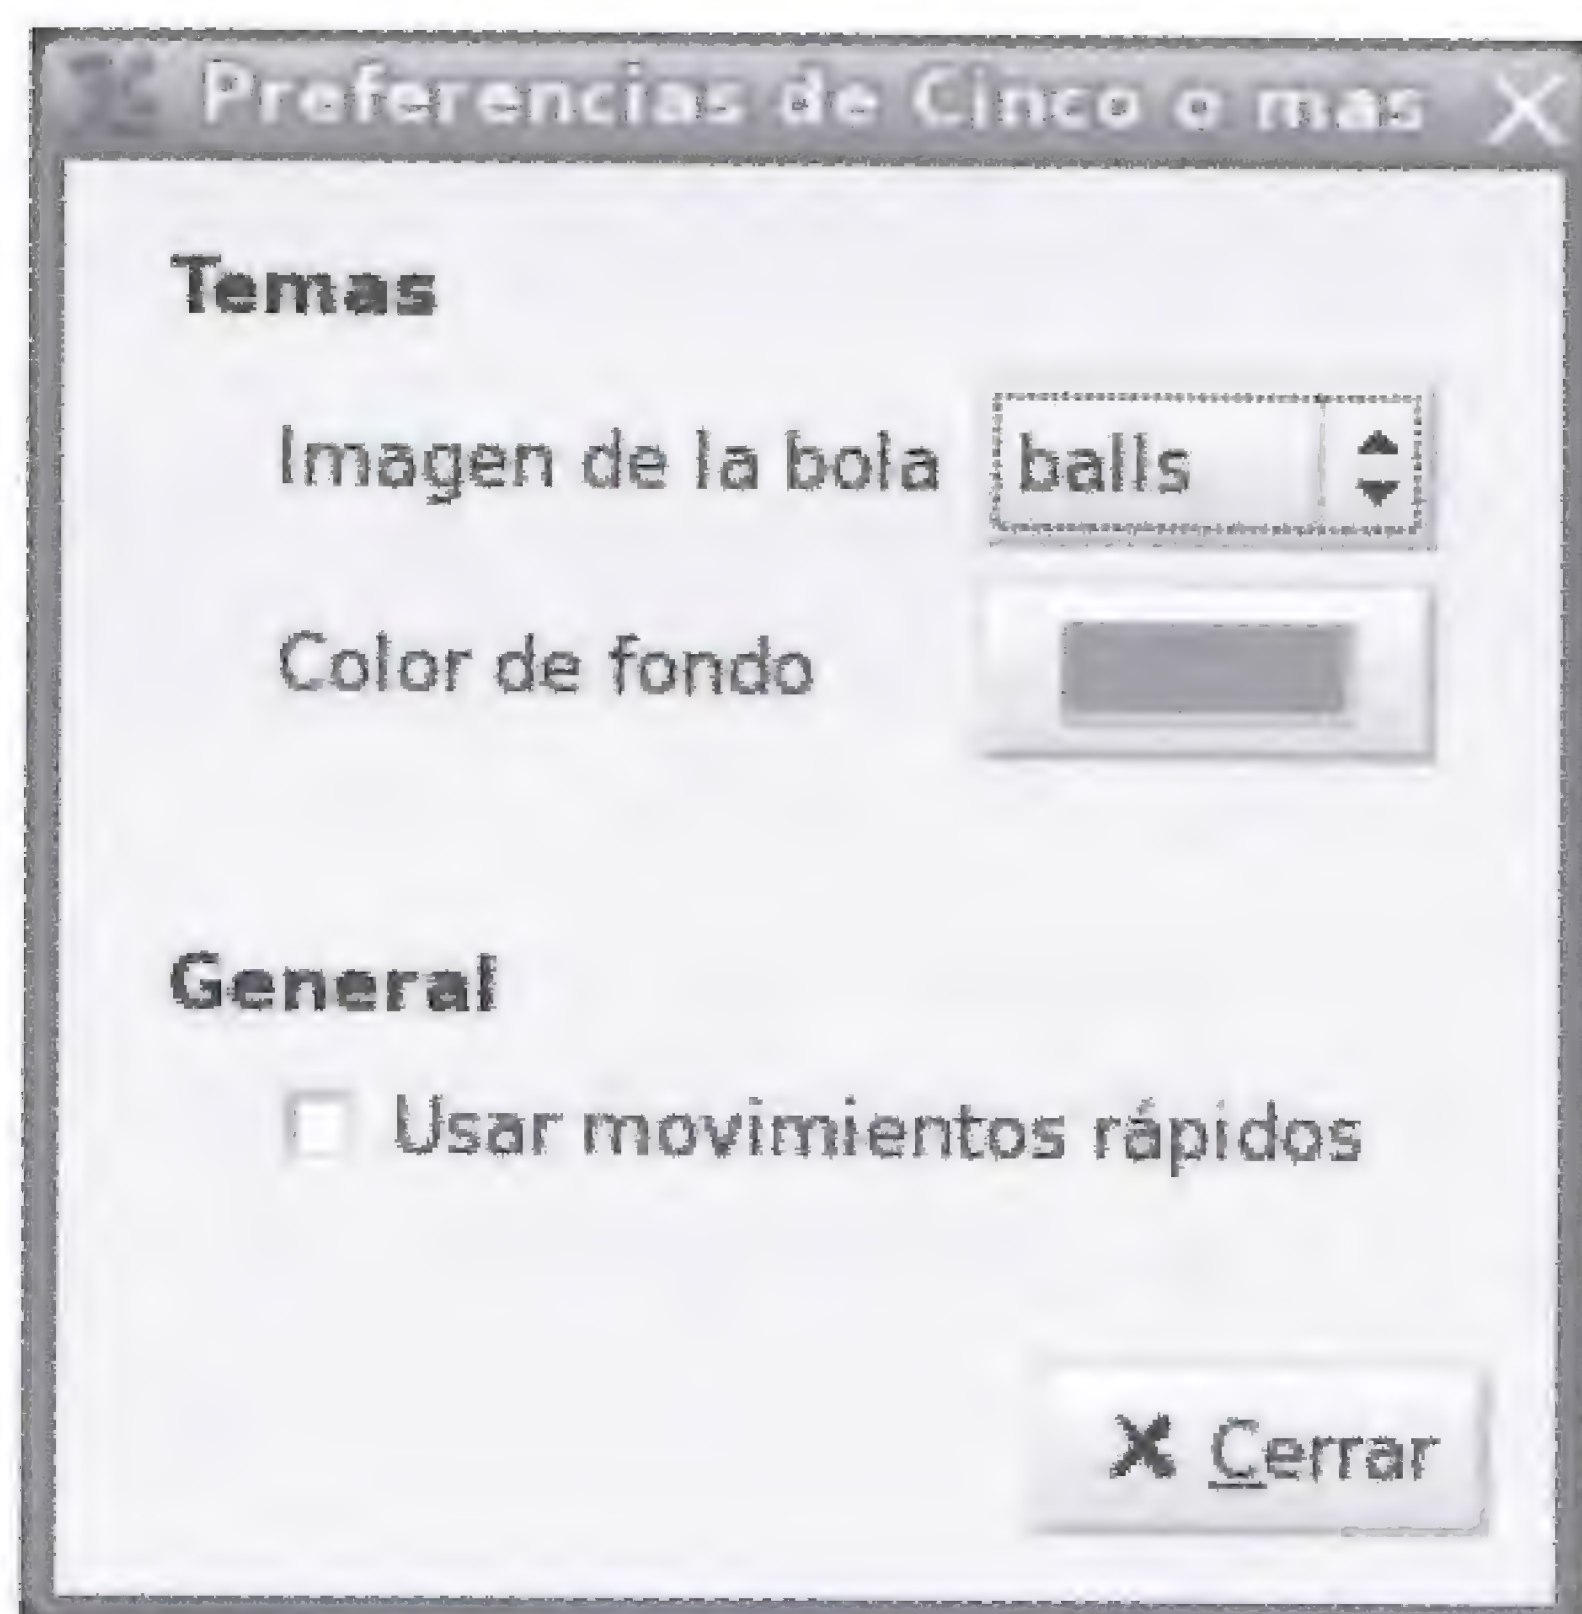 Preferencias de Cinco o mas
Temas
Imagen de la bola balls
Color de fondo
General
Usar movimientos rápidos
Cerrar